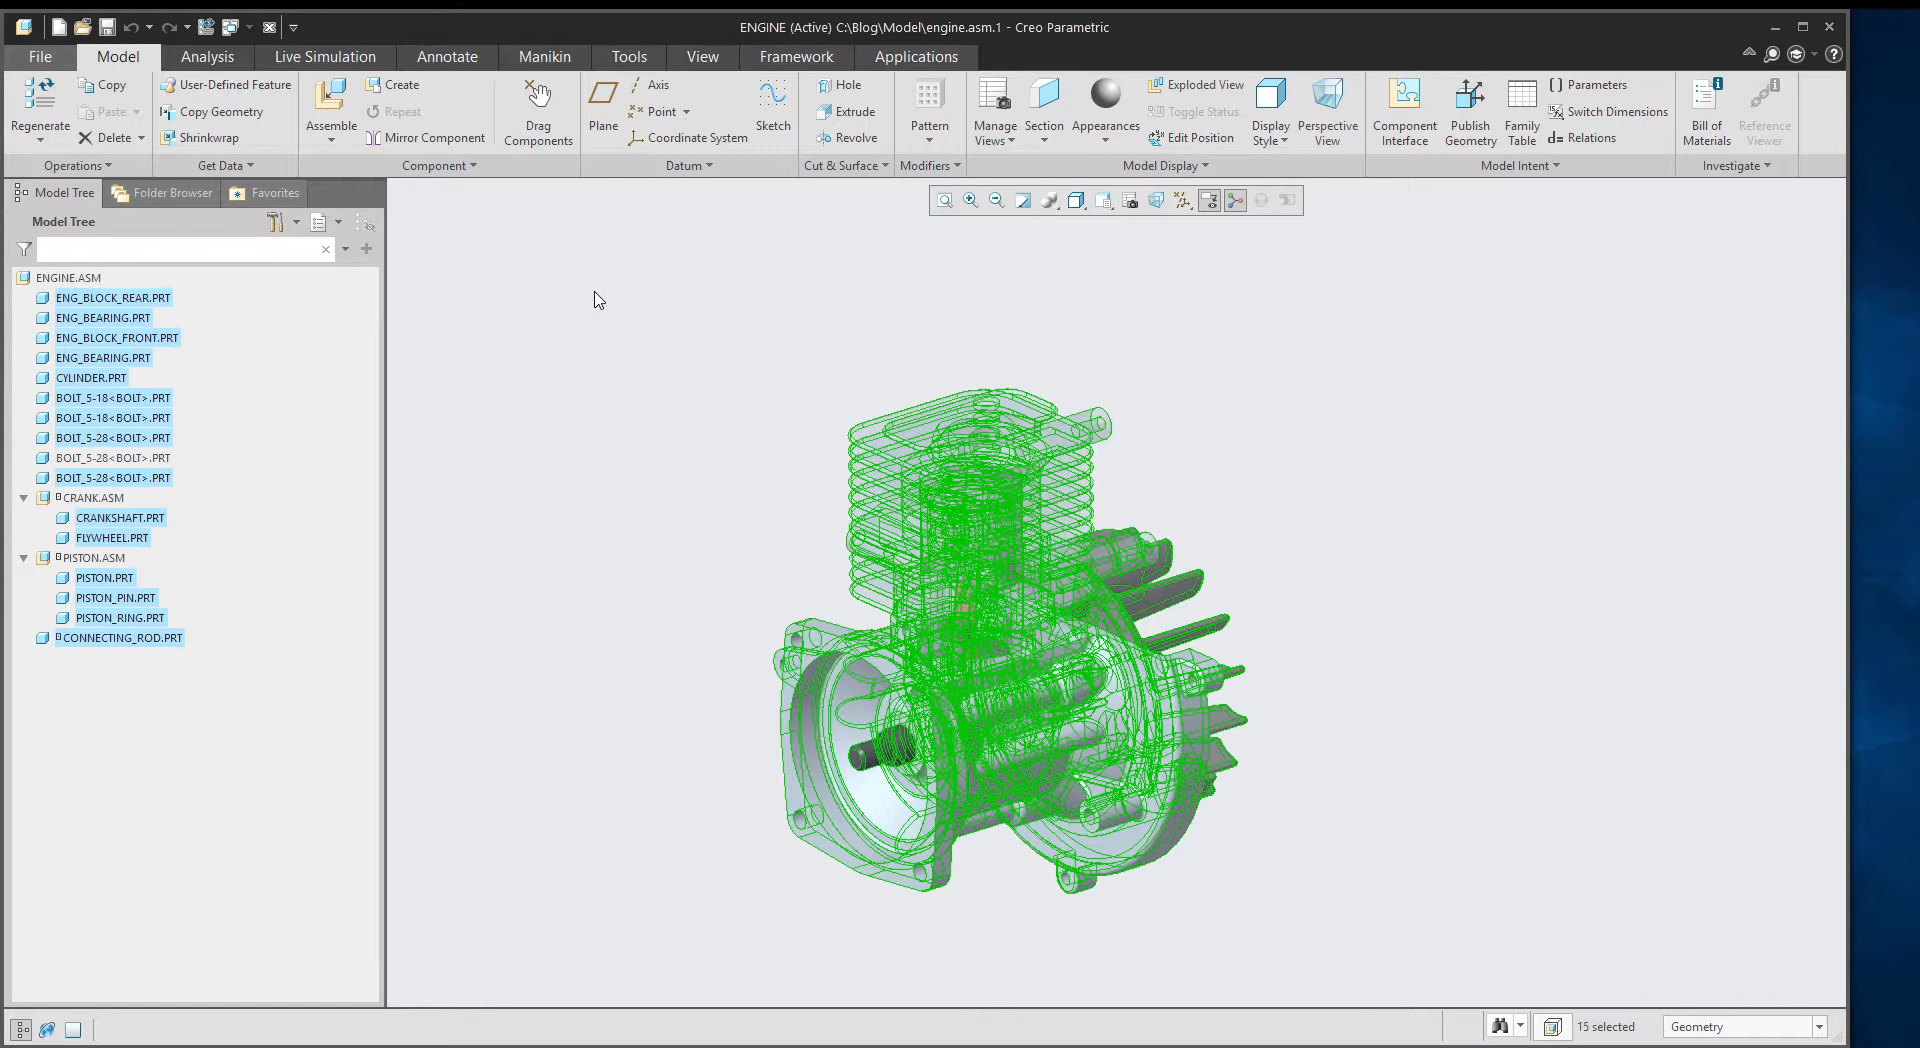 ENGINE (Active) C:\Blog\Model\engine.asm.1 - Creo Parametric
File Model Analysis Live Simulation Annotate Manikin Tools View Framework Applications
Regenerate
Copy
Paste
Delete
Operations
User-Defined Feature
Copy Geometry
Shrinkwrap
Get Data
Assemble
Create
Repeat
Mirror Component
Drag
Components
Component
Plane
Axis
Point
Coordinate System
Sketch
Datum
Hole
Extrude
Revolve
Cut & Surface
Pattern
Modifiers
Manage
Views
Section
Appearances
Exploded View
Toggle Status
Edit Position
Display
Style
Perspective
View
Model Display
Component
Interface
Publish
Geometry
Family
Table
Parameters
Switch Dimensions
d= Relations
Model Intent
Bill of
Materials
Reference
Viewer
Investigate
Model Tree Folder Browser Favorites
Model Tree
ENGINE.ASM
ENG_BLOCK_REAR.PRT
ENG_BEARING.PRT
ENG_BLOCK_FRONT.PRT
ENG_BEARING.PRT
CYLINDER.PRT
BOLT_5-18<BOLT>.PRT
BOLT_5-18<BOLT>.PRT
BOLT_5-28<BOLT>.PRT
BOLT_5-28<BOLT>.PRT
BOLT_5-28<BOLT>.PRT
CRANK.ASM
CRANKSHAFT.PRT
FLYWHEEL.PRT
PISTON.ASM
PISTON.PRT
PISTON_PIN.PRT
PISTON_RING.PRT
CONNECTING_ROD.PRT
15 selected
Geometry